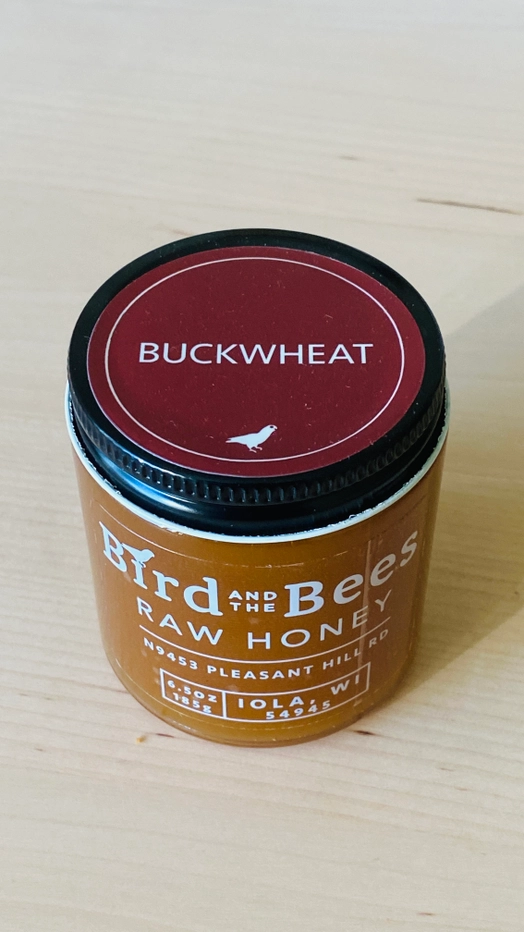 BUCKWHEAT
Bird AND THE Bees
RAW HONEY
N9453 PLEASANT HILL RD
6.5OZ
185g
IOLA, WI
54945